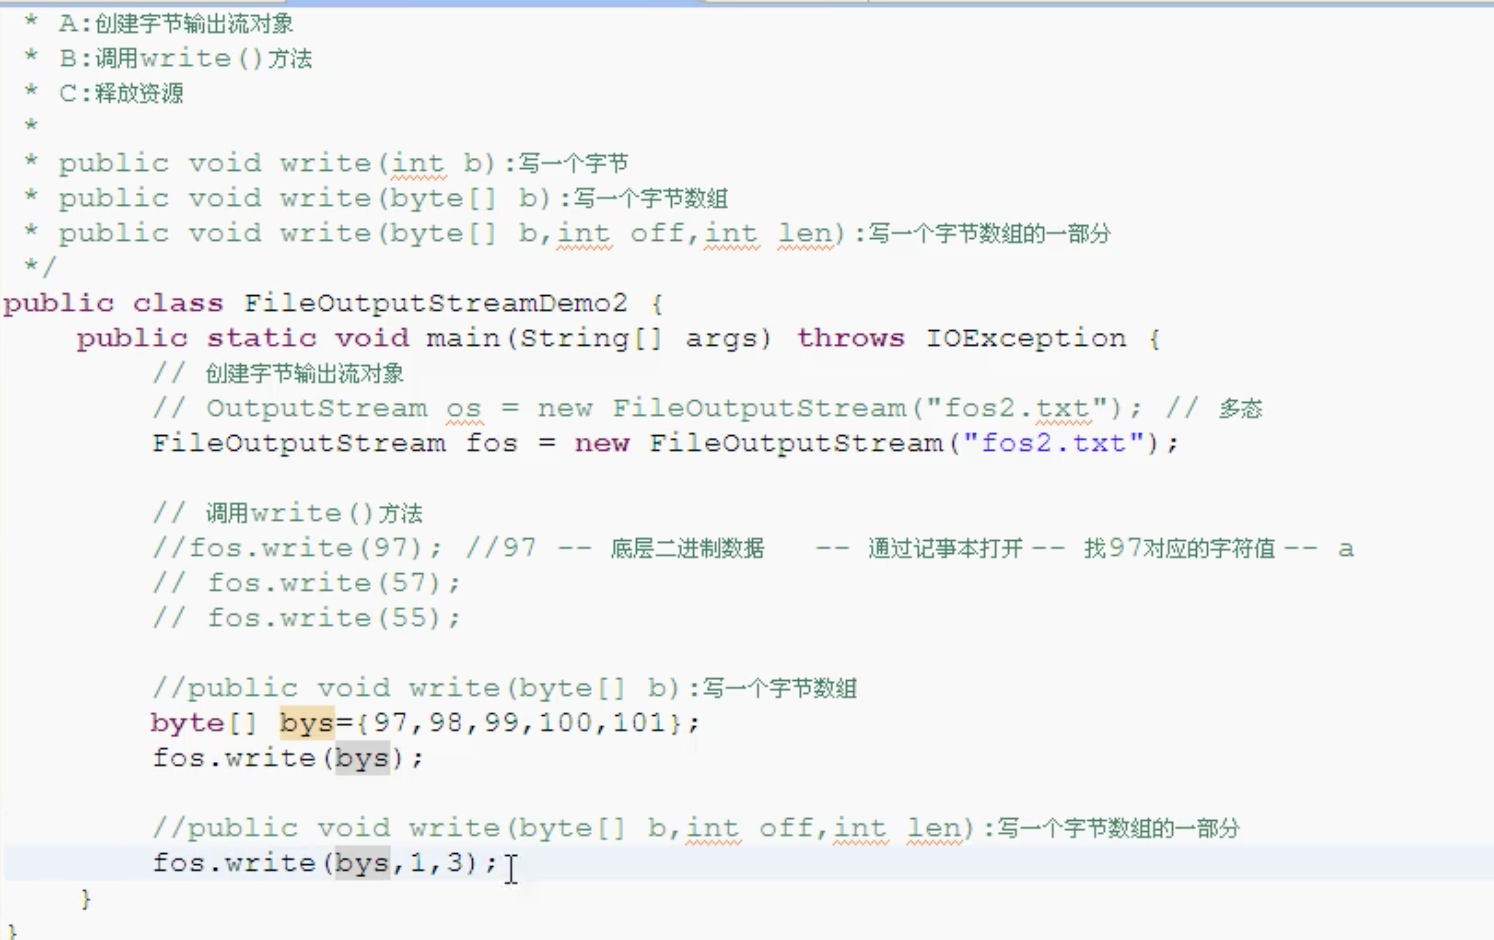 * A:创建字节输出流对象
* B:调用write()方法
* C:释放资源
*
* public void write(int b):写一个字节
* public void write(byte[] b):写一个字节数组
* public void write(byte[] b,int off,int len):写一个字节数组的一部分
*/
public class FileOutputStreamDemo2 {
public static void main(String[] args) throws IOException {
// 创建字节输出流对象
// OutputStream os = new FileOutputStream("fos2.txt"); // 多态
FileOutputStream fos = new FileOutputStream("fos2.txt");
// 调用write()方法
//fos.write(97); //97 -- 底层二进制数据 -- 通过记事本打开 -- 找97对应的字符值 -- a
// fos.write(57);
// fos.write(55);
//public void write(byte[] b):写一个字节数组
byte[] bys={97,98,99,100,101};
fos.write(bys);
//public void write(byte[] b,int off,int len):写一个字节数组的一部分
fos.write(bys,1,3);
}
}